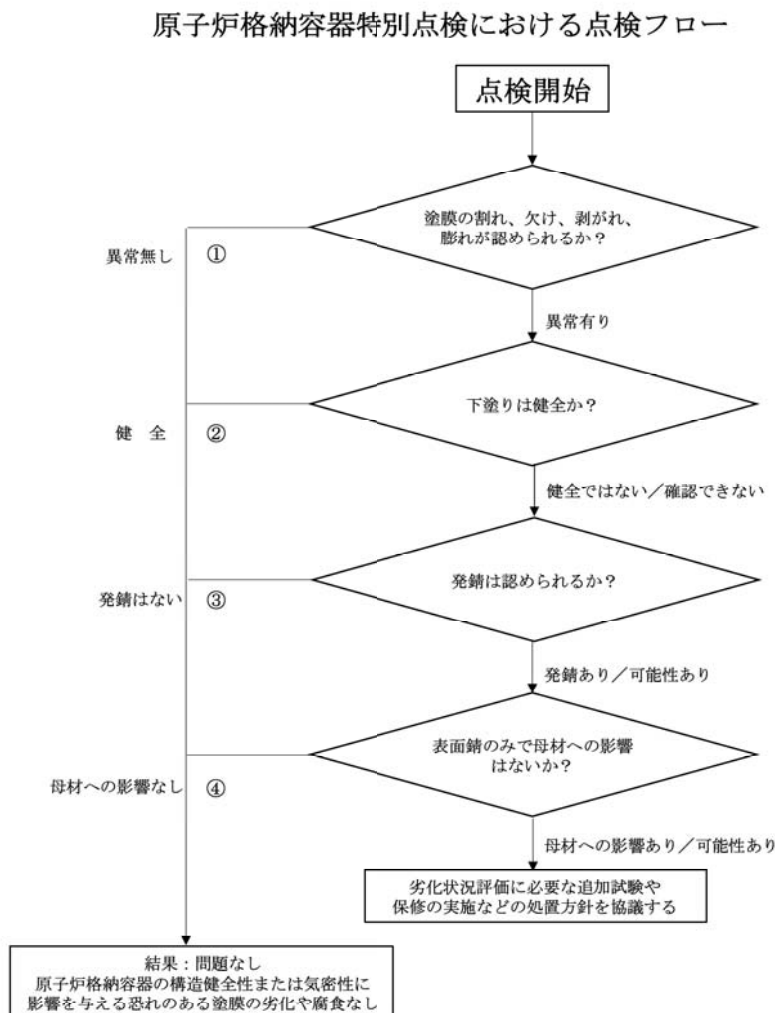 原子炉格納容器特別点検における点検フロー
点検開始
塗膜の割れ、欠け、剥がれ、
膨れが認められるか？
異常無し
①
異常有り
下塗りは健全か？
健　全
②
健全ではない／確認できない
発錆は認められるか？
発錆はない
③
発錆あり／可能性あり
表面錆のみで母材への影響
はないか？
母材への影響なし
④
母材への影響あり／可能性あり
劣化状況評価に必要な追加試験や
保修の実施などの処置方針を協議する
結果：問題なし
原子炉格納容器の構造健全性または気密性に
影響を与える恐れのある塗膜の劣化や腐食なし